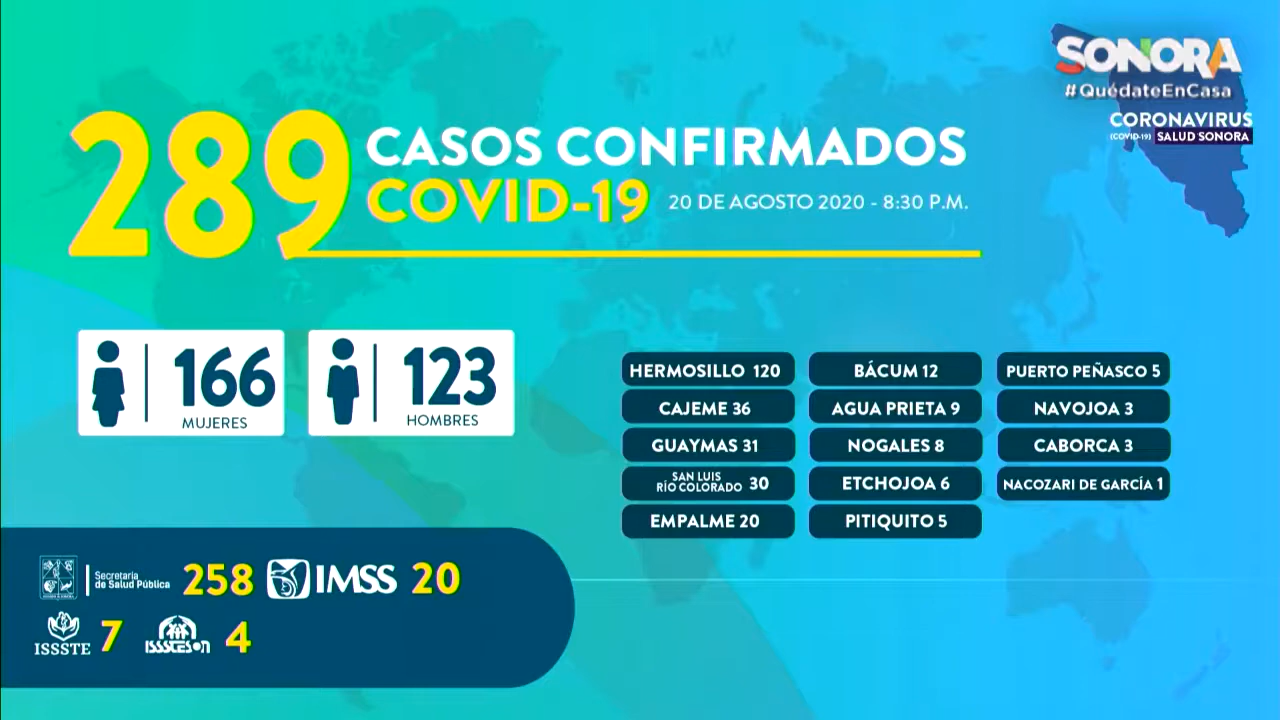 SONORA
#QuédateEnCasa
CORONAVIRUS
(COVID-19) SALUD SONORA
289 CASOS CONFIRMADOS
COVID-19 20 DE AGOSTO 2020 - 8:30 P.M.
166
MUJERES
123
HOMBRES
HERMOSILLO 120
CAJEME 36
GUAYMAS 31
SAN LUIS
RÍO COLORADO 30
EMPALME 20
BÁCUM 12
AGUA PRIETA 9
NOGALES 8
ETCHOJOA 6
PITIQUITO 5
PUERTO PEÑASCO 5
NAVOJOA 3
CABORCA 3
NACOZARI DE GARCÍA 1
Secretaría
de Salud Pública 258
IMSS 20
ISSSTE 7
ISSSTESON 4